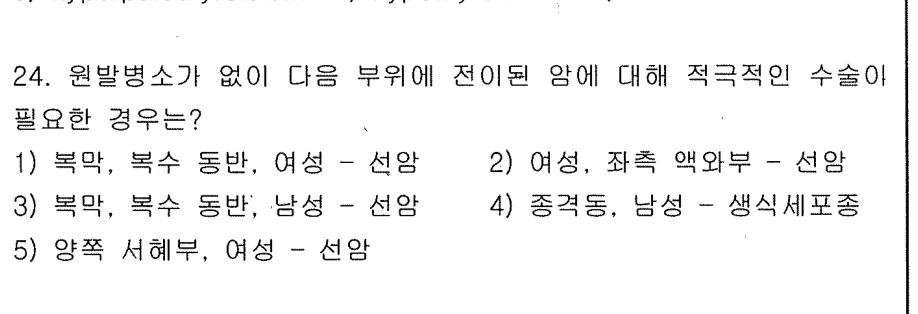 24. 원발병소가 없이 다음 부위에 전이된 암에 대해 적극적인 수술이
필요한 경우는?
1) 복막, 복수 동반, 여성 - 선암 2) 여성, 좌측 액와부 - 선암
3) 복막, 복수 동반, 남성 - 선암 4) 종격동, 남성 - 생식세포종
5) 양쪽 서혜부, 여성 - 선암